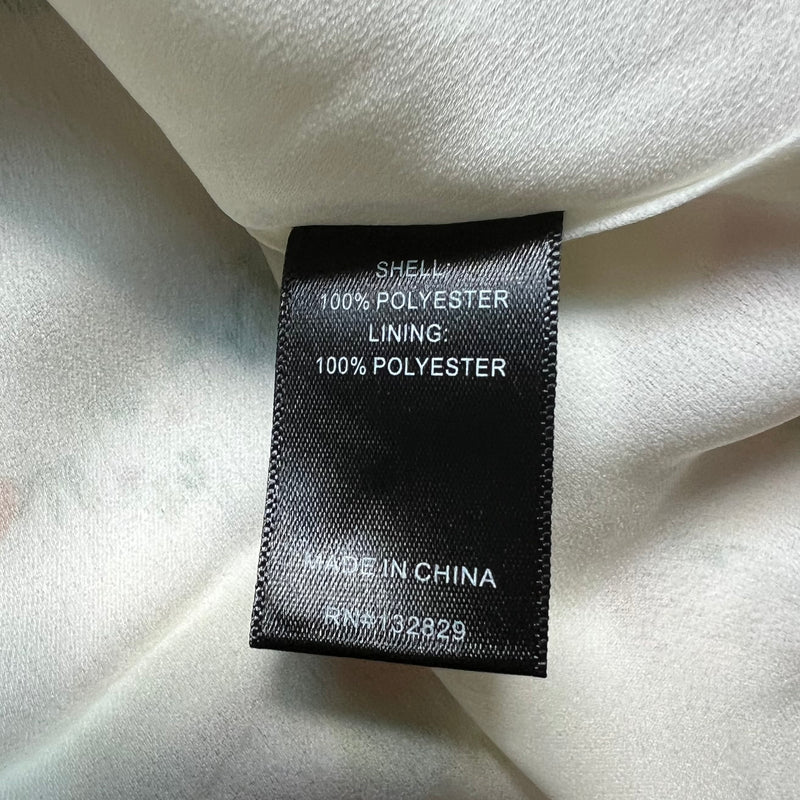 SHELL:
100% POLYESTER
LINING:
100% POLYESTER
MADE IN CHINA
RN#132829